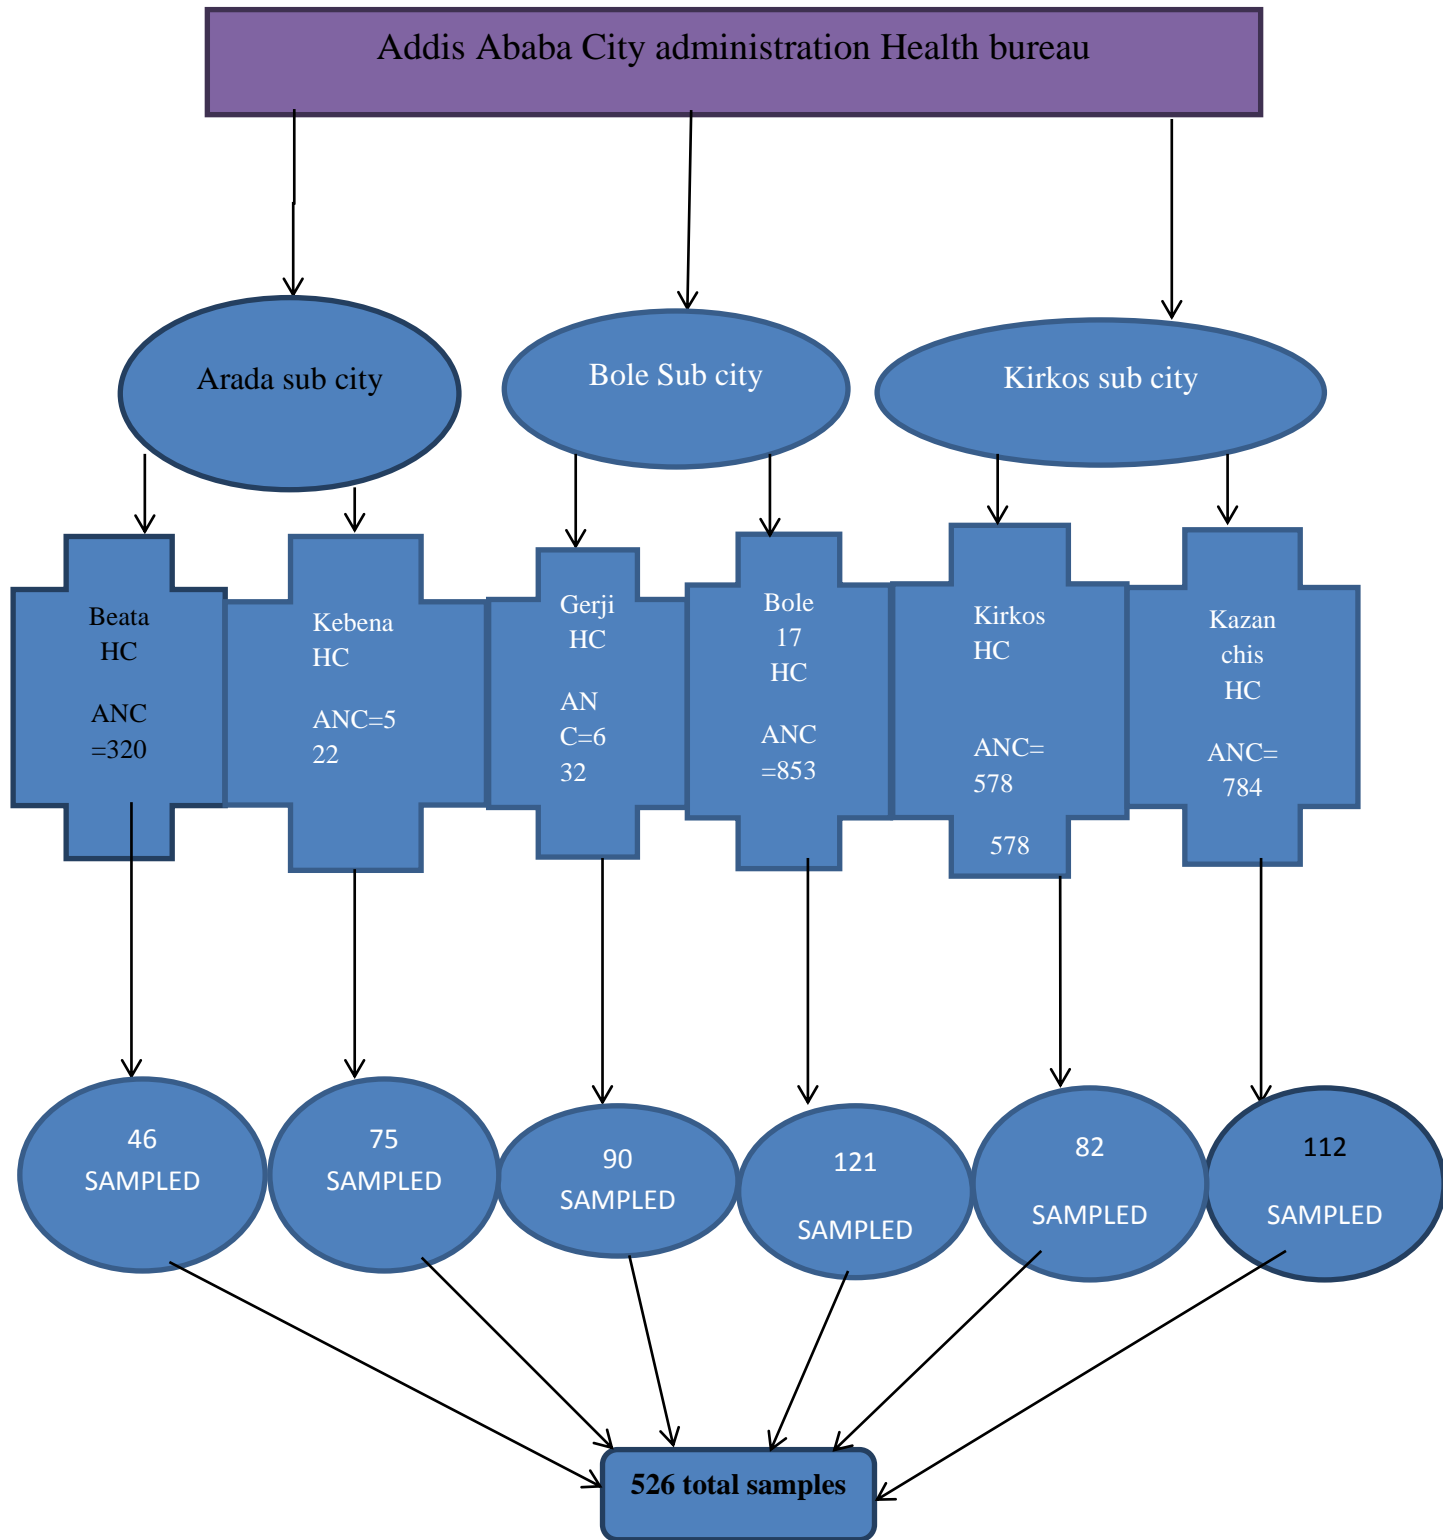 Addis Ababa City administration Health bureau
Arada sub city
Bole Sub city
Kirkos sub city
Beata
HC
ANC
=320
Kebena
HC
ANC=5
22
Gerji
HC
AN
C=6
32
Bole
17
HC
ANC
=853
Kirkos
HC
ANC=
578
578
Kazan
chis
HC
ANC=
784
46
SAMPLED
75
SAMPLED
90
SAMPLED
121
SAMPLED
82
SAMPLED
112
SAMPLED
526 total samples